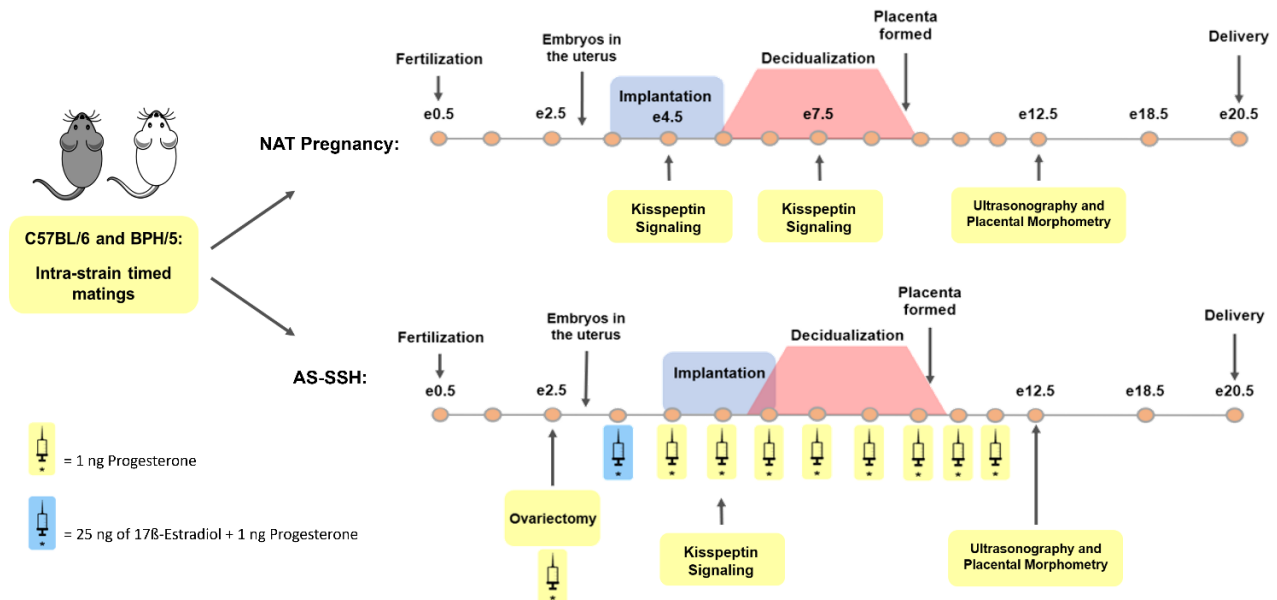 Placenta
formed
Embryos in
the uterus
Delivery
Fertilization
Decidualization
Implantation
e0.5
e2.5
e4.5
e7.5
e12.5
e18.5
e20.5
NAT Pregnancy:
Kisspeptin
Signaling
Kisspeptin
Signaling
Ultrasonography and
Placental Morphometry
C57BL/6 and BPH/5:
Intra-strain timed
matings
Placenta
formed
Embryos in
the uterus
Delivery
Fertilization
Decidualization
AS-SSH:
Implantation
e0.5
e2.5
e12.5
e18.5
e20.5
* = 1 ng Progesterone
* = 25 ng of 17ß-Estradiol + 1 ng Progesterone
* * * * * * * * *
Ovariectomy
*
Kisspeptin
Signaling
Ultrasonography and
Placental Morphometry